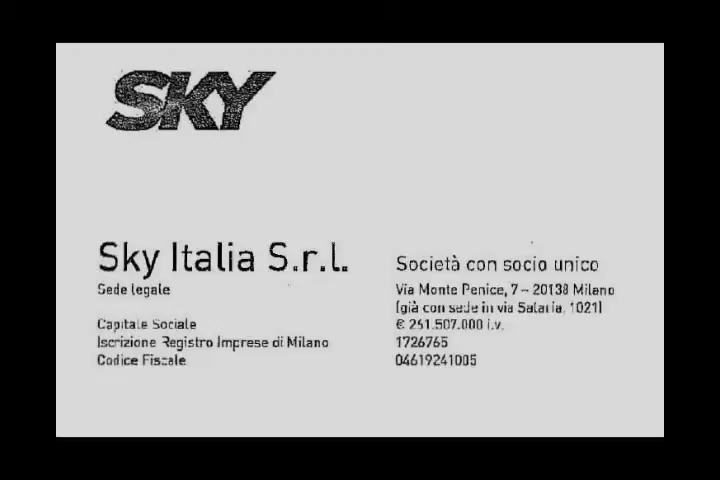 SKY
Sky Italia S.r.l. Società con socio unico
Sede legale Via Monte Penice, 7 – 20138 Milano
(già con sede in via Salaria, 1021)
Capitale Sociale € 261.507.000 i.v.
Iscrizione Registro Imprese di Milano 1726765
Codice Fiscale 04619241005